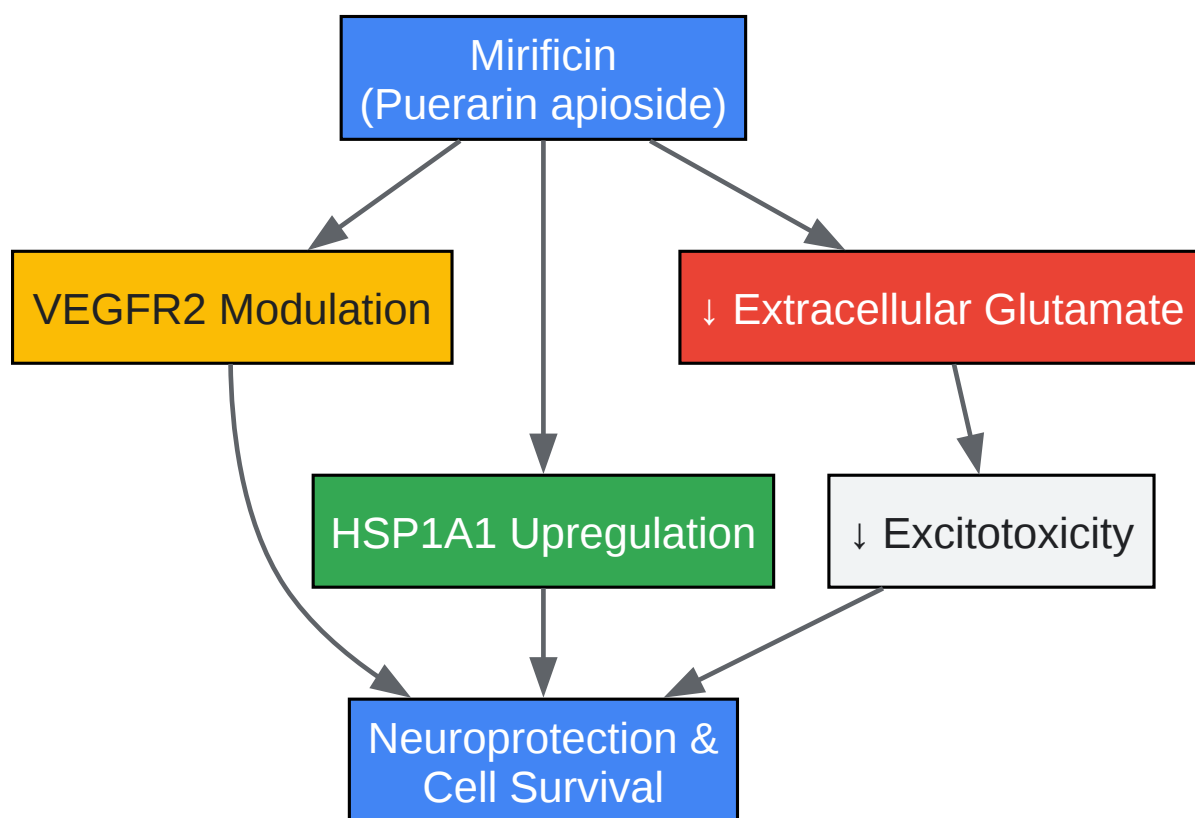 Mirificin
(Puerarin apioside)
VEGFR2 Modulation
↓ Extracellular Glutamate
HSP1A1 Upregulation
↓ Excitotoxicity
Neuroprotection &
Cell Survival